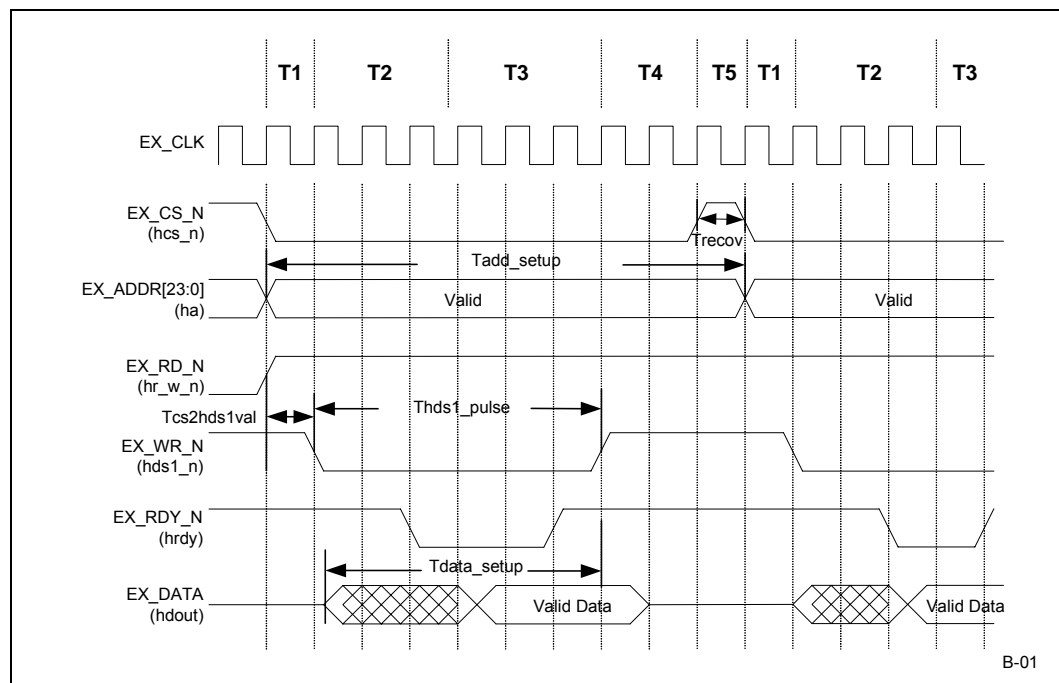 T1 T2 T3 T4 T5 T1 T2 T3
EX_CLK
EX_CS_N
(hcs_n)
Trecov
Tadd_setup
EX_ADDR[23:0]
(ha)
Valid Valid
EX_RD_N
(hr_w_n)
Tcs2hds1val
Thds1_pulse
EX_WR_N
(hds1_n)
EX_RDY_N
(hrdy)
Tdata_setup
EX_DATA
(hdout)
Valid Data Valid Data
B-01